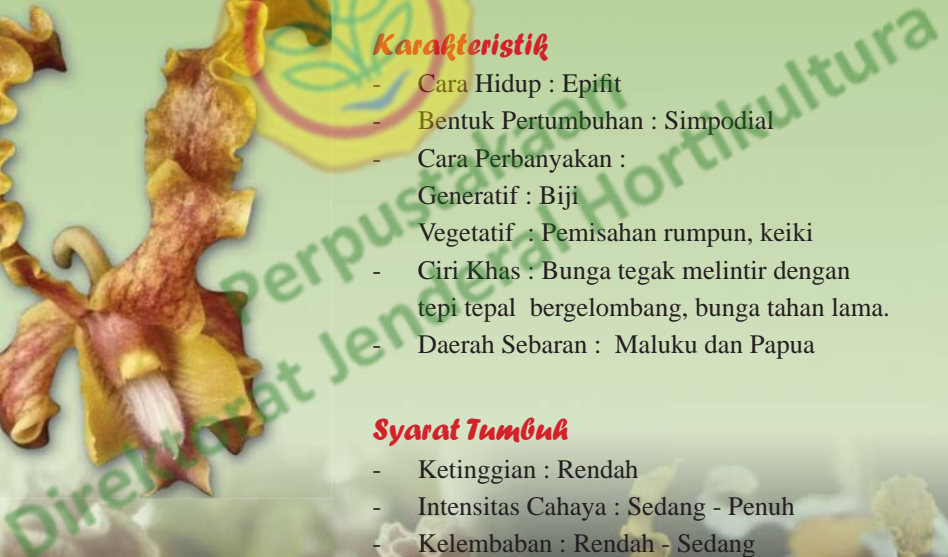 Karakteristik
- Cara Hidup : Epifit
- Bentuk Pertumbuhan : Simpodial
- Cara Perbanyakan :
Generatif : Biji
Vegetatif : Pemisahan rumpun, keiki
- Ciri Khas : Bunga tegak melintir dengan
tepi tepal bergelombang, bunga tahan lama.
- Daerah Sebaran : Maluku dan Papua
Syarat Tumbuh
- Ketinggian : Rendah
- Intensitas Cahaya : Sedang - Penuh
- Kelembaban : Rendah - Sedang
Perpustakaan
Direktorat Jenderal Hortikultura